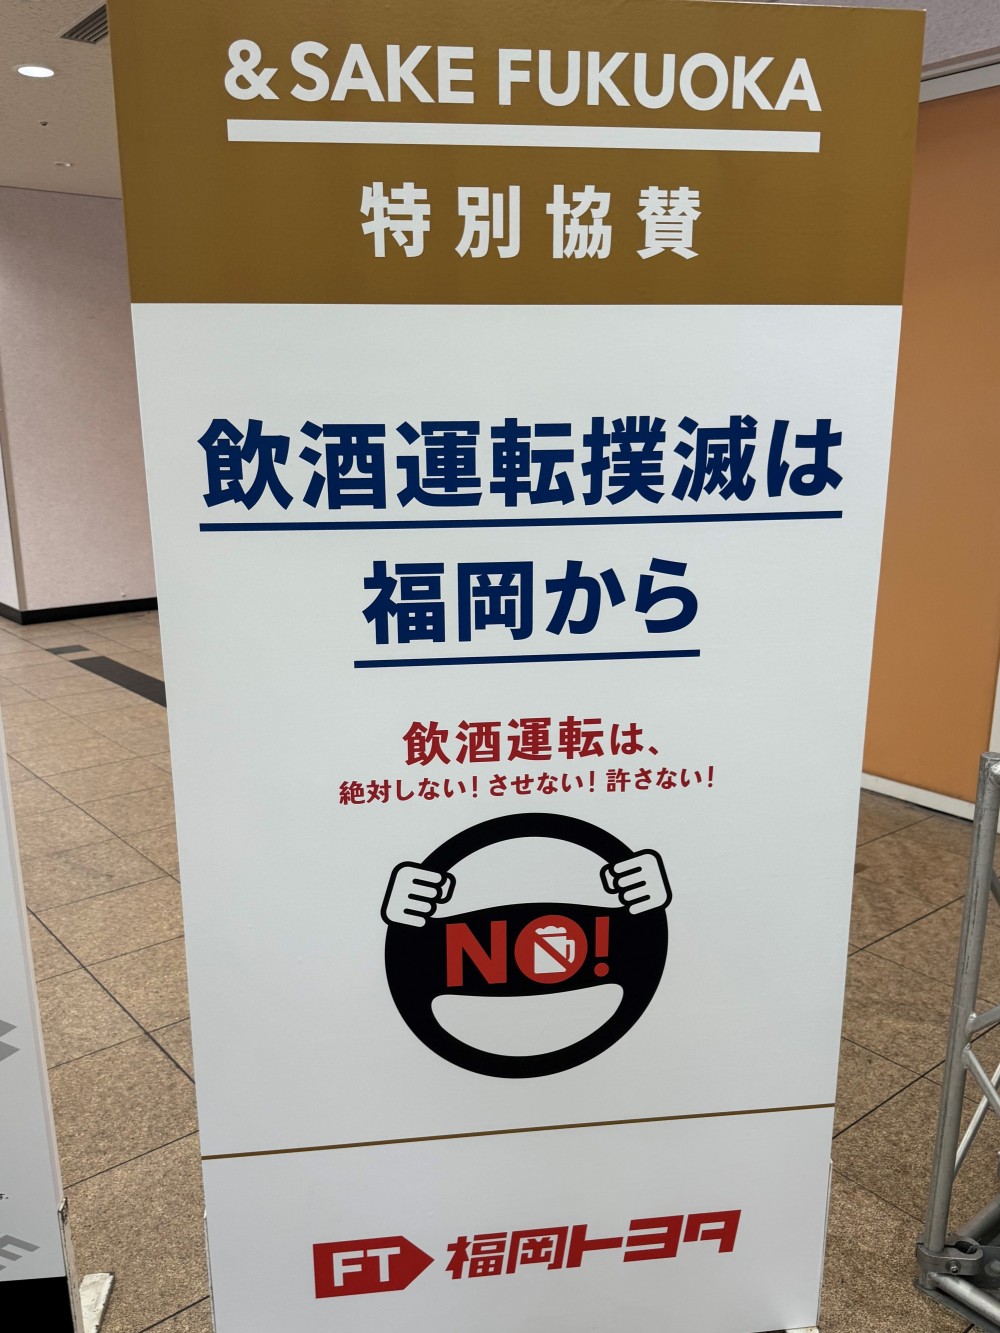 & SAKE FUKUOKA
特別協賛
飲酒運転撲滅は
福岡から
飲酒運転は、
絶対しない!させない!許さない!
NO!
FT 福岡トヨタ